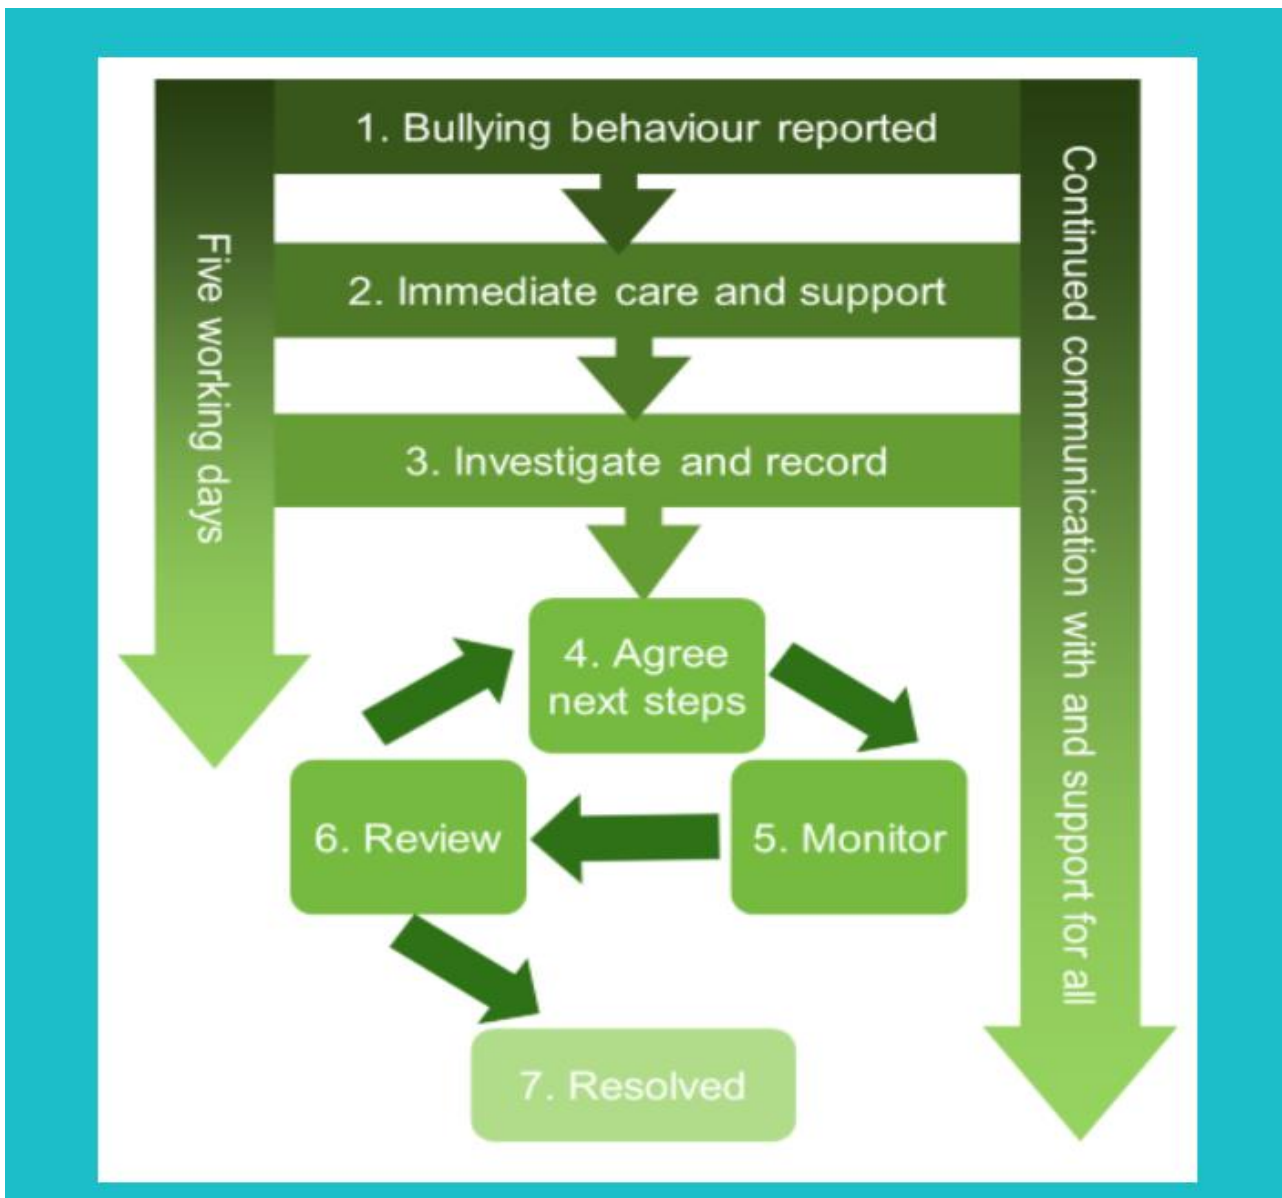 1. Bullying behaviour reported
2. Immediate care and support
3. Investigate and record
4. Agree
next steps
5. Monitor
6. Review
7. Resolved
Five working days
Continued communication with and support for all